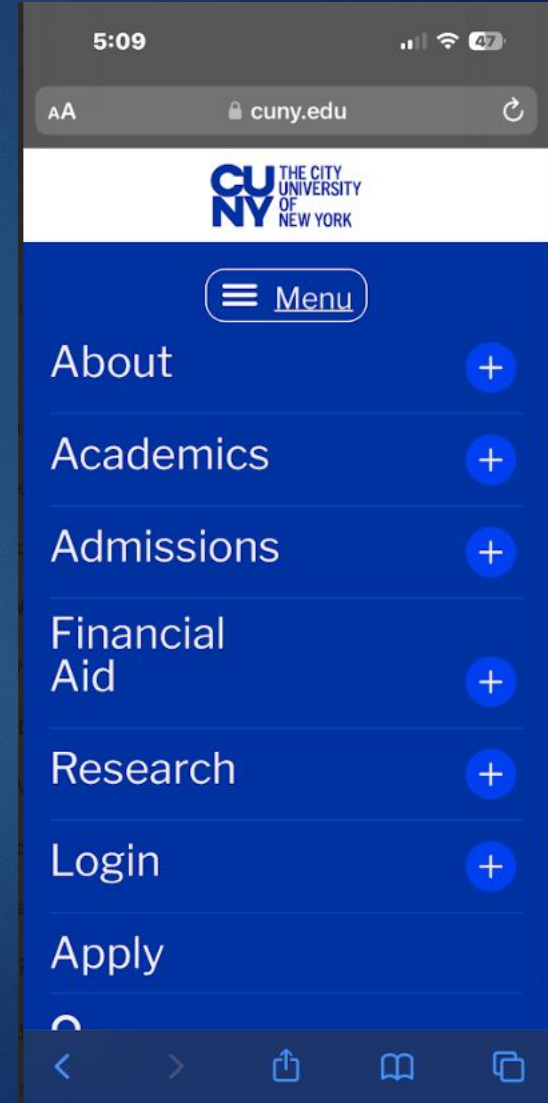 5:09
47
AA
cuny.edu
CU THE CITY
UNIVERSITY
NY OF
NEW YORK
Menu
About
Academics
Admissions
Financial
Aid
Research
Login
Apply